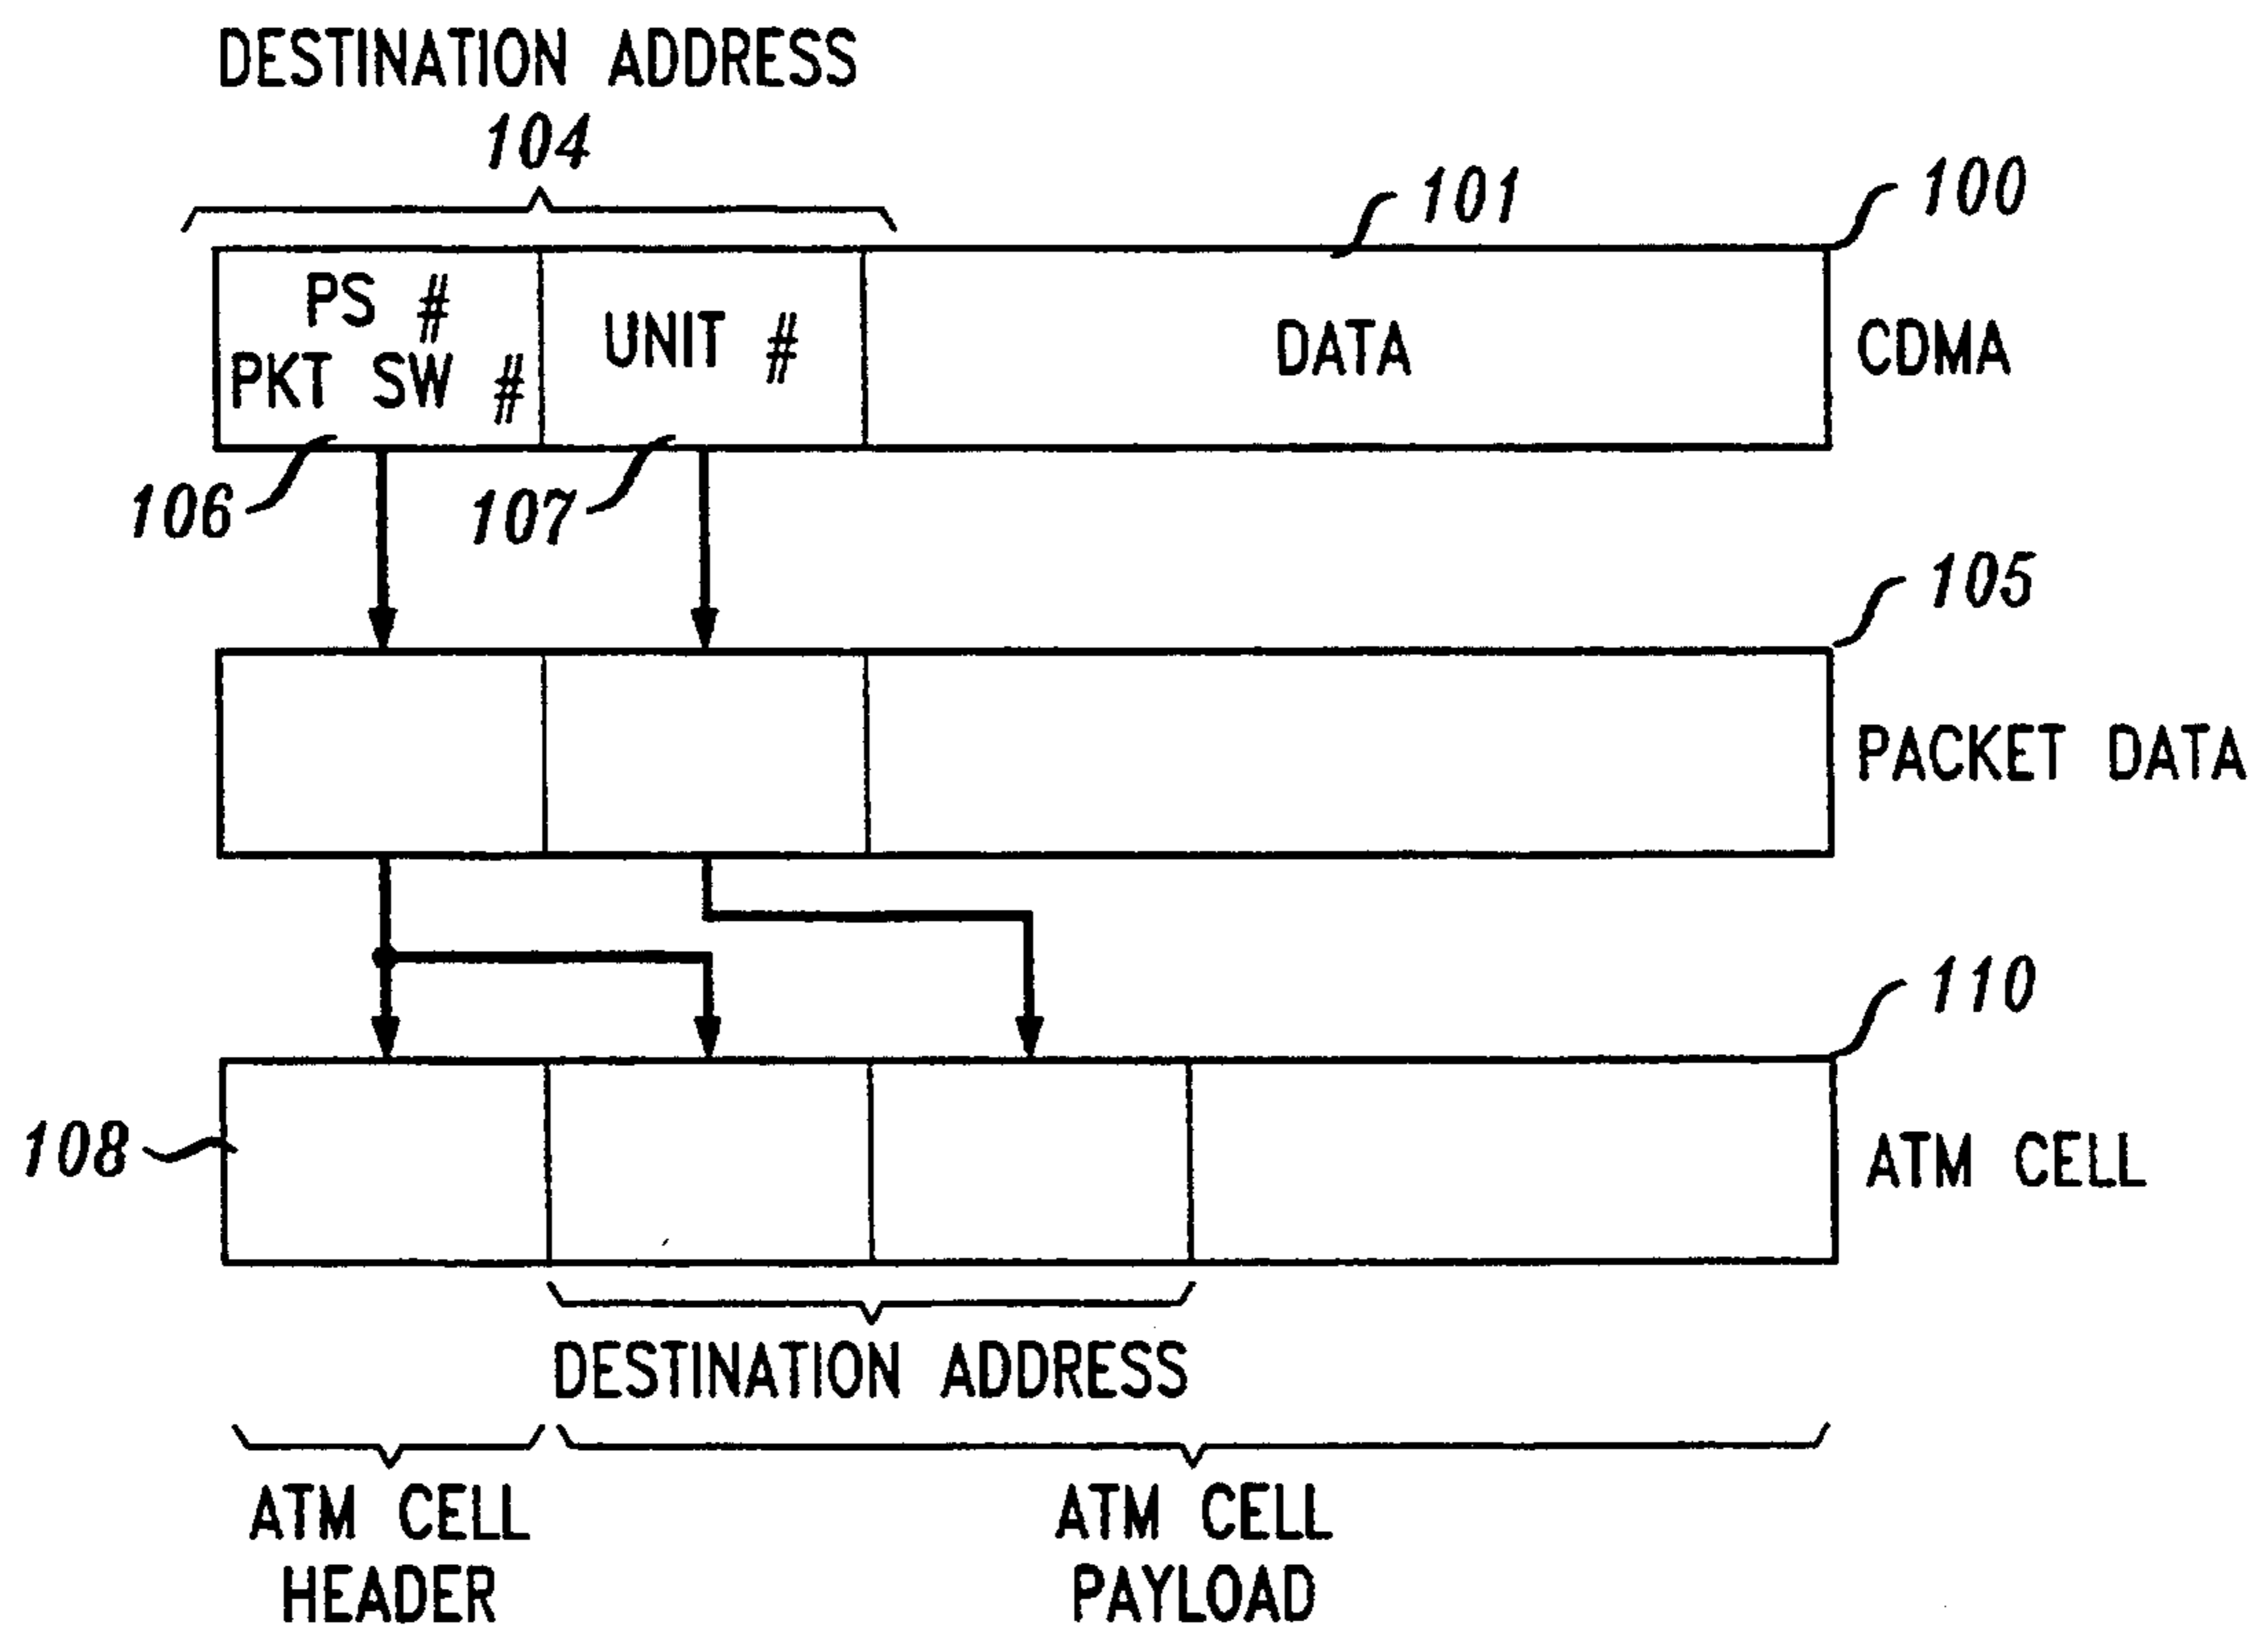 DESTINATION ADDRESS
104
101
100
PS #
PKT SW #
UNIT #
DATA
CDMA
106
107
105
PACKET DATA
110
108
ATM CELL
DESTINATION ADDRESS
ATM CELL
HEADER
ATM CELL
PAYLOAD